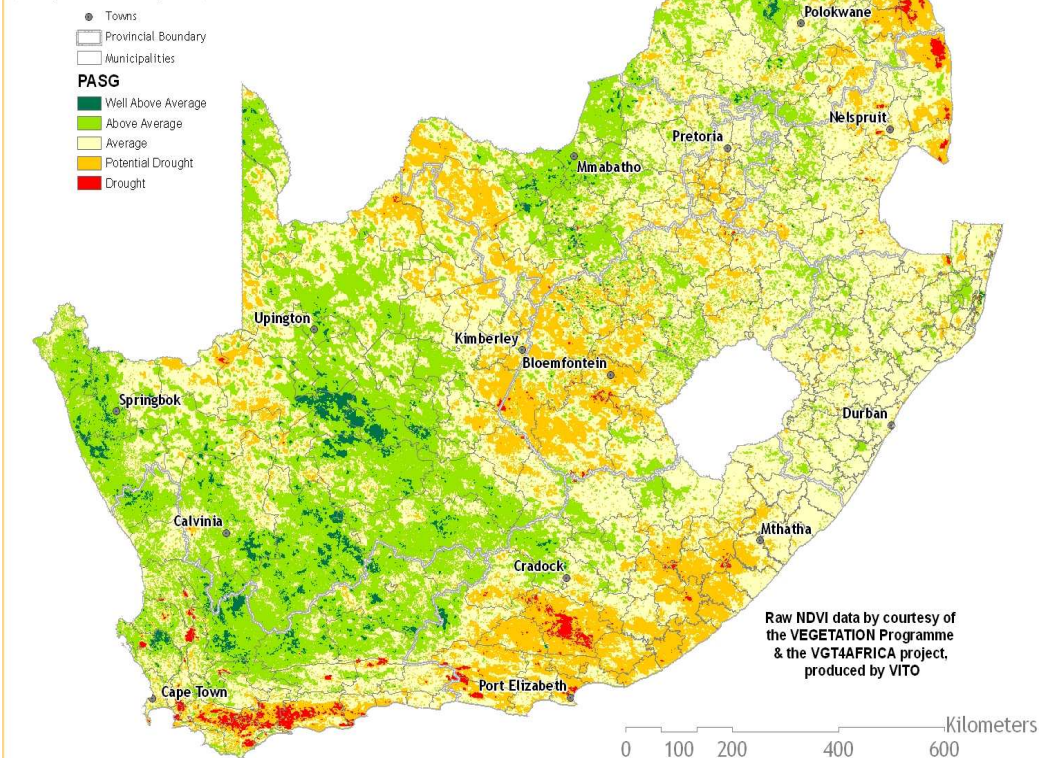 Towns
Provincial Boundary
Municipalities
PASG
Well Above Average
Above Average
Average
Potential Drought
Drought
Polokwane
Nelspruit
Pretoria
Mmabatho
Upington
Kimberley
Bloemfontein
Springbok
Durban
Calvinia
Mthatha
Cradock
Raw NDVI data by courtesy of
the VEGETATION Programme
& the VGT4AFRICA project,
produced by VITO
Port Elizabeth
Cape Town
Kilometers
0 100 200 400 600